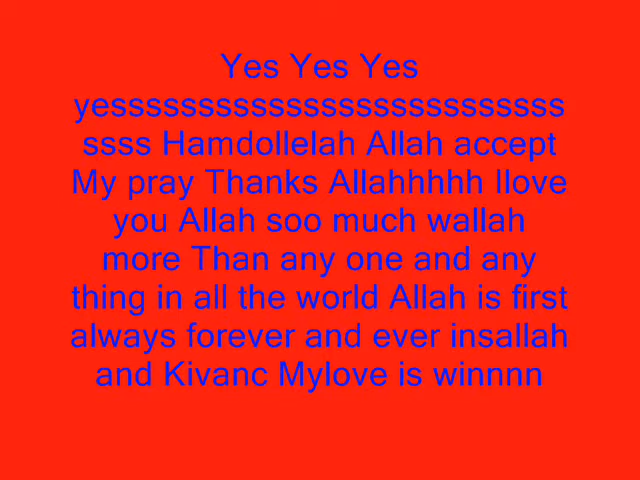 Yes Yes Yes
yesssssssssssssssssssssssssss
ssss Hamdollelah Allah accept
My pray Thanks Allahhhhh llove
you Allah soo much wallah
more Than any one and any
thing in all the world Allah is first
always forever and ever insallah
and Kivanc Mylove is winnnn